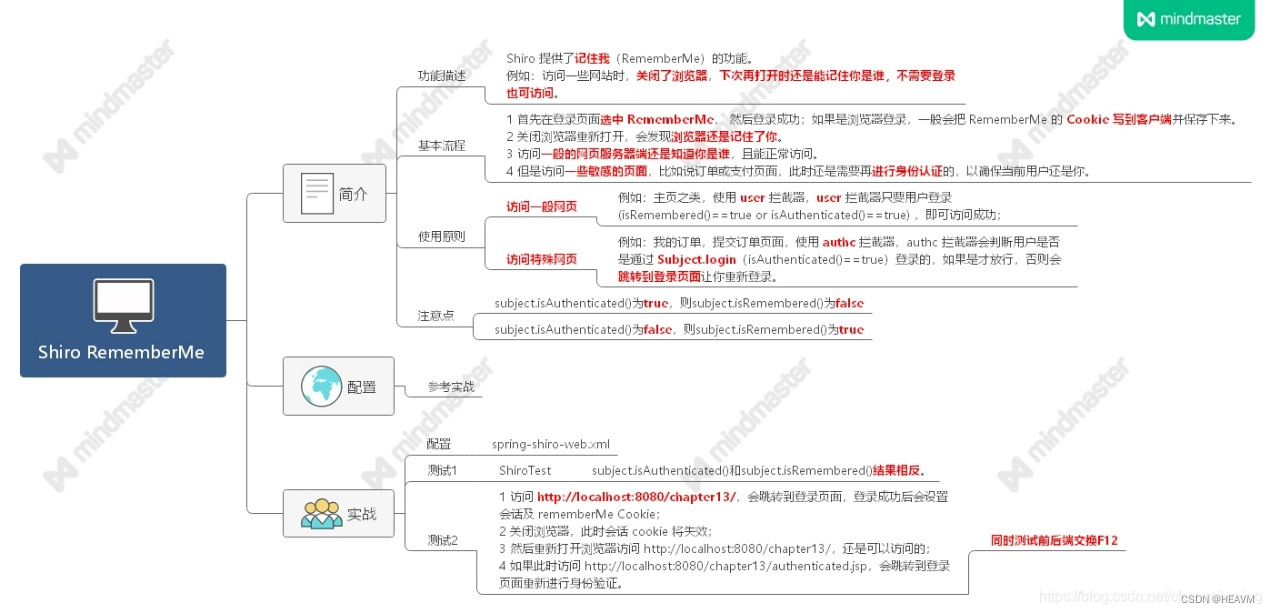 mindmaster
Shiro RememberMe
简介
功能描述
Shiro 提供了记住我（RememberMe）的功能。
例如：访问一些网站时，关闭了浏览器，下次再打开时还是能记住你是谁，不需要登录
也可访问。
基本流程
1 首先在登录页面选中 RememberMe， 然后登录成功；如果是浏览器登录，一般会把 RememberMe 的 Cookie 写到客户端并保存下来。
2 关闭浏览器重新打开，会发现浏览器还是记住了你。
3 访问一般的网页服务器端还是知道你是谁，且能正常访问。
4 但是访问一些敏感的页面，比如说订单或支付页面，此时还是需要再进行身份认证的，以确保当前用户还是你。
使用原则
访问一般网页
例如：主页之类，使用 user 拦截器，user 拦截器只要用户登录
(isRemembered()==true or isAuthenticated()==true) ，即可访问成功；
访问特殊网页
例如：我的订单，提交订单页面，使用 authc 拦截器，authc 拦截器会判断用户是否
是通过 Subject.login（isAuthenticated()==true）登录的，如果是才放行，否则会
跳转到登录页面让你重新登录。
注意点
subject.isAuthenticated()为true，则subject.isRemembered()为false
subject.isAuthenticated()为false，则subject.isRemembered()为true
配置
参考实战
实战
配置
spring-shiro-web.xml
测试1
ShiroTest
subject.isAuthenticated()和subject.isRemembered()结果相反。
测试2
1 访问 http://localhost:8080/chapter13/，会跳转到登录页面，登录成功后会设置
会话及 rememberMe Cookie；
2 关闭浏览器，此时会话 cookie 将失效；
3 然后重新打开浏览器访问 http://localhost:8080/chapter13/，还是可以访问的；
4 如果此时访问 http://localhost:8080/chapter13/authenticated.jsp，会跳转到登录
页面重新进行身份验证。
同时测试前后端交换F12
mindmaster
mindmaster
mindmaster
mindmaster
mindmaster
mindmaster
mindmaster
mindmaster
CSDN @HEAVM